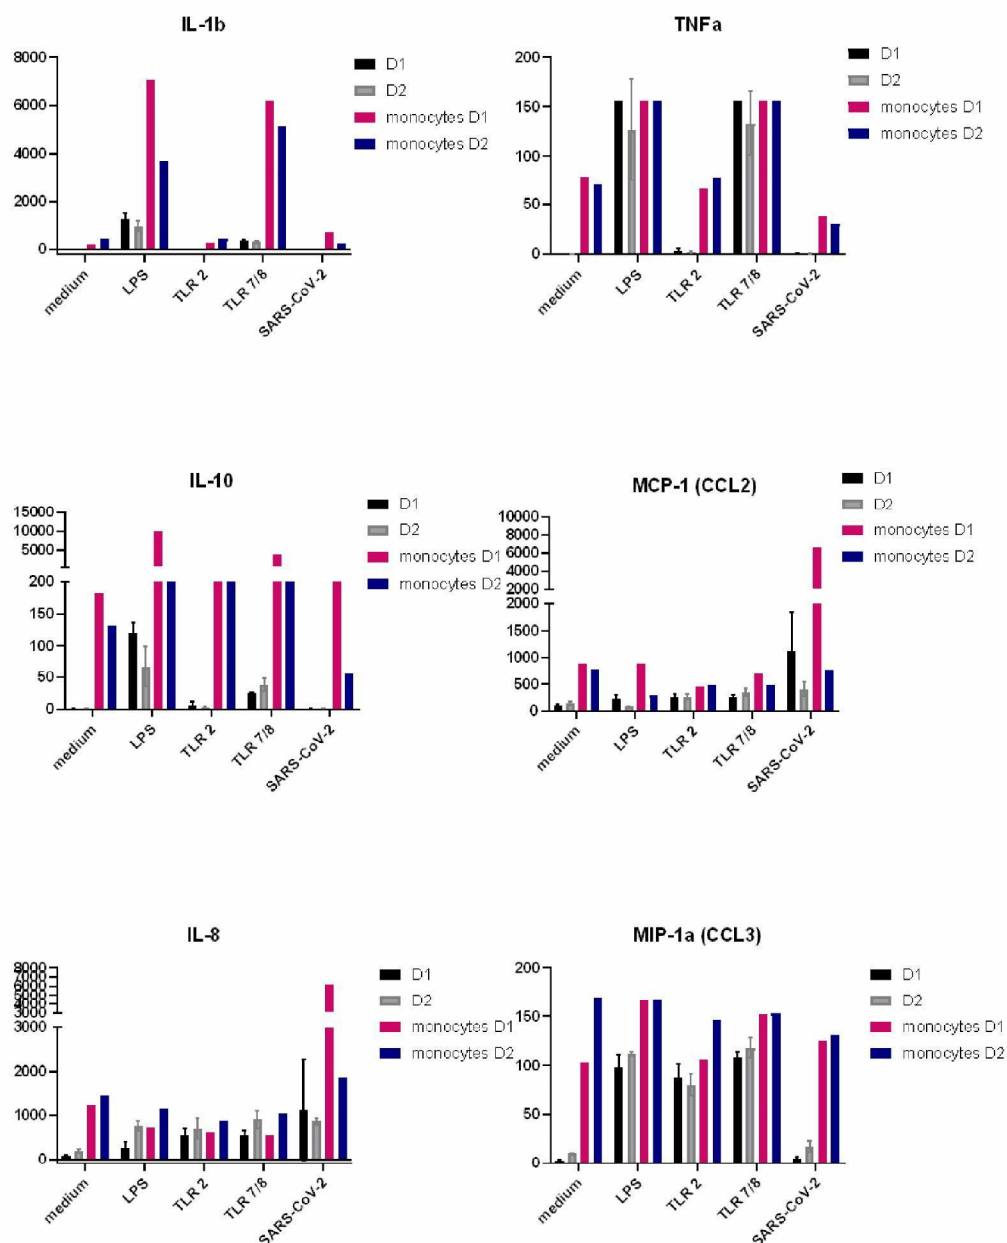 IL-1b
8000
6000
4000
2000
0
medium
LPS
TLR 2
TLR 7/8
SARS-CoV-2
D1
D2
monocytes D1
monocytes D2
TNFa
200
150
100
50
0
medium
LPS
TLR 2
TLR 7/8
SARS-CoV-2
D1
D2
monocytes D1
monocytes D2
IL-10
15000
10000
5000
200
150
100
50
0
medium
LPS
TLR 2
TLR 7/8
SARS-CoV-2
D1
D2
monocytes D1
monocytes D2
MCP-1 (CCL2)
10000
8000
6000
4000
2000
2000
1500
1000
500
0
medium
LPS
TLR 2
TLR 7/8
SARS-CoV-2
D1
D2
monocytes D1
monocytes D2
IL-8
8000
7000
6000
5000
4000
3000
3000
2000
1000
0
medium
LPS
TLR 2
TLR 7/8
SARS-CoV-2
D1
D2
monocytes D1
monocytes D2
MIP-1a (CCL3)
200
150
100
50
0
medium
LPS
TLR 2
TLR 7/8
SARS-CoV-2
D1
D2
monocytes D1
monocytes D2